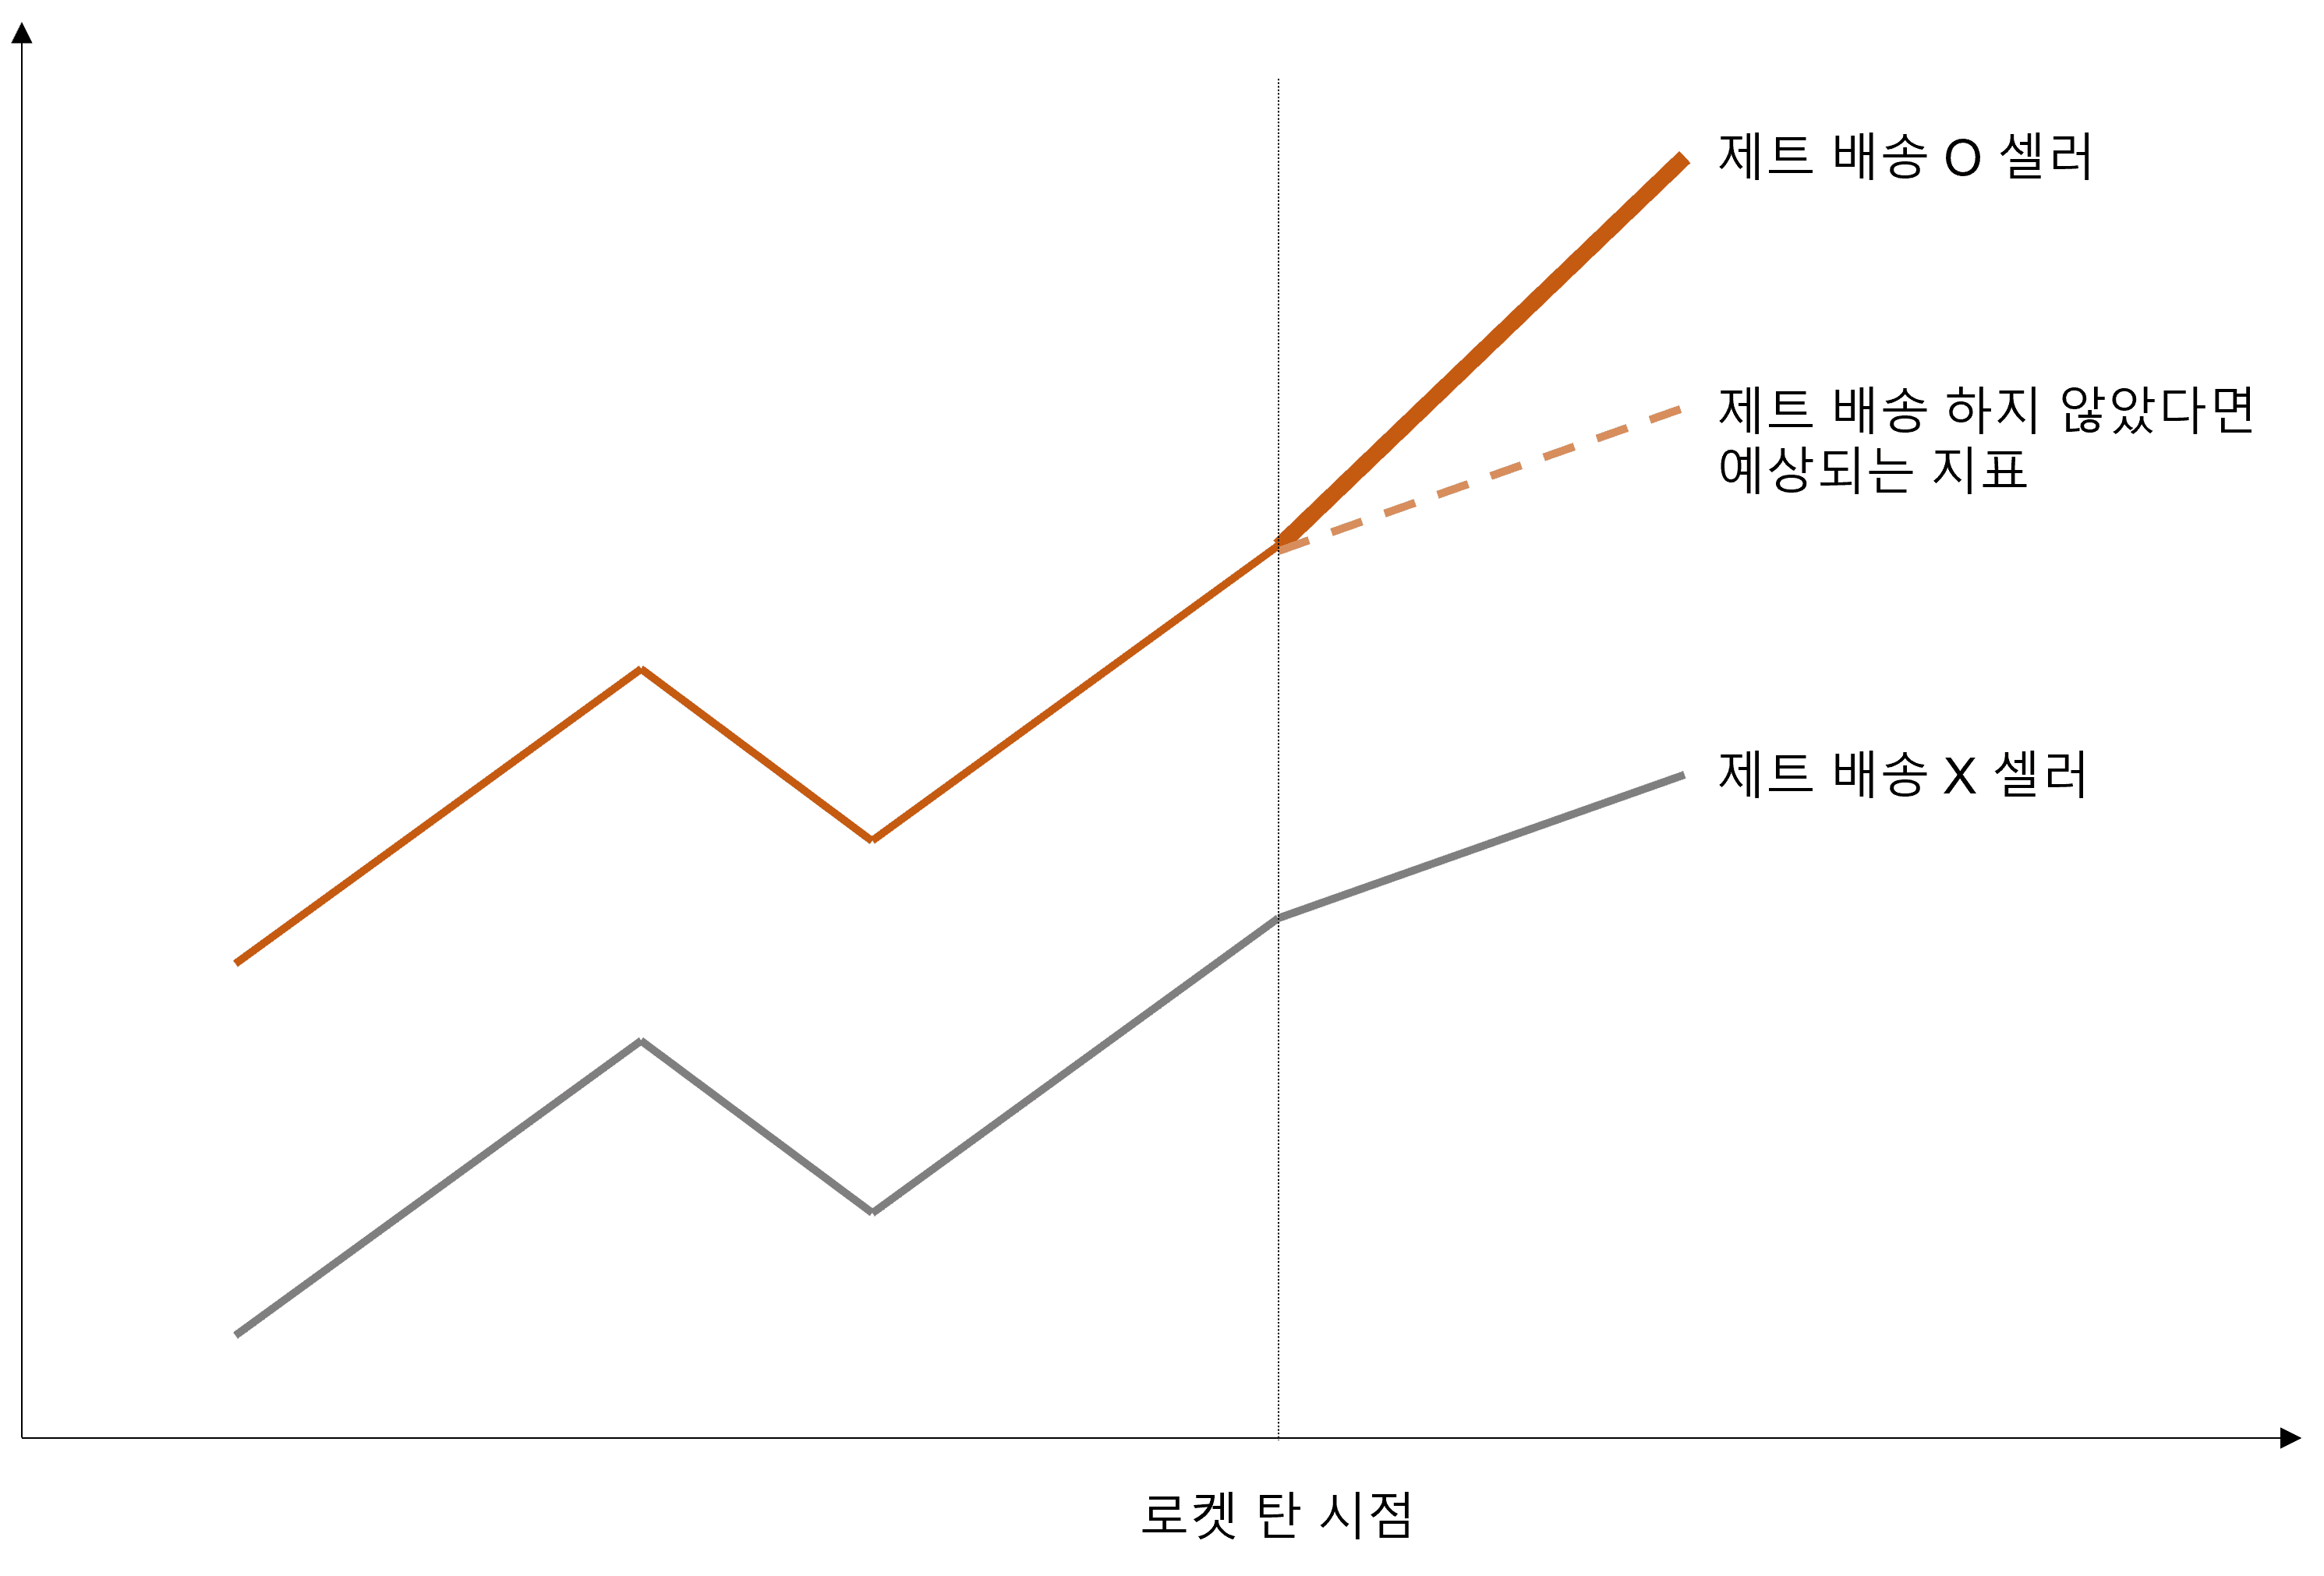 제트 배송 O 셀러
제트 배송 하지 않았다면
예상되는 지표
제트 배송 X 셀러
로켓 탄 시점